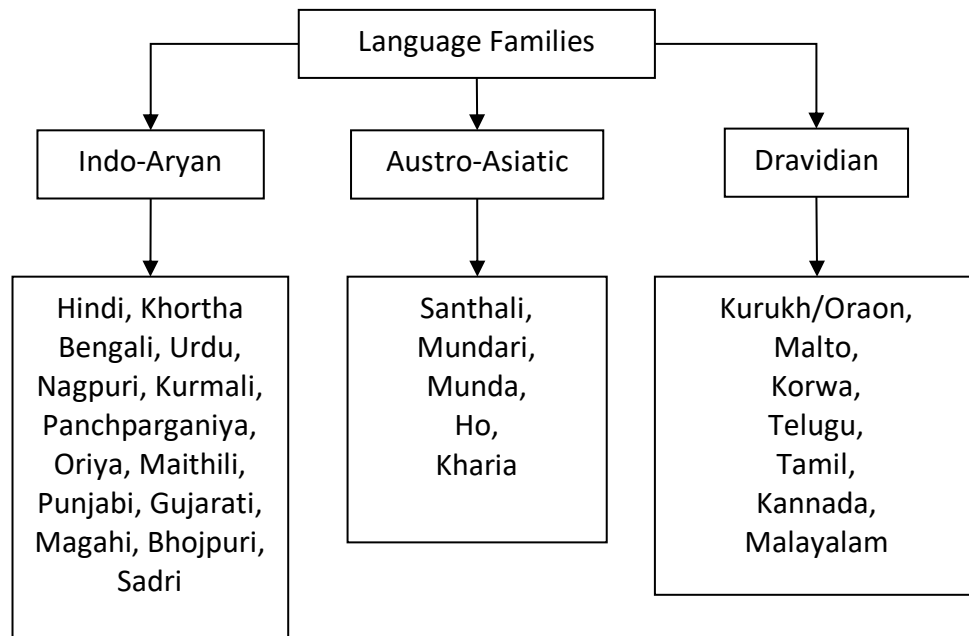 Language Families
Indo-Aryan
Austro-Asiatic
Dravidian
Hindi, Khortha
Bengali, Urdu,
Nagpuri, Kurmali,
Panchparganiya,
Oriya, Maithili,
Punjabi, Gujarati,
Magahi, Bhojpuri,
Sadri
Santhali,
Mundari,
Munda,
Ho,
Kharia
Kurukh/Oraon,
Malto,
Korwa,
Telugu,
Tamil,
Kannada,
Malayalam